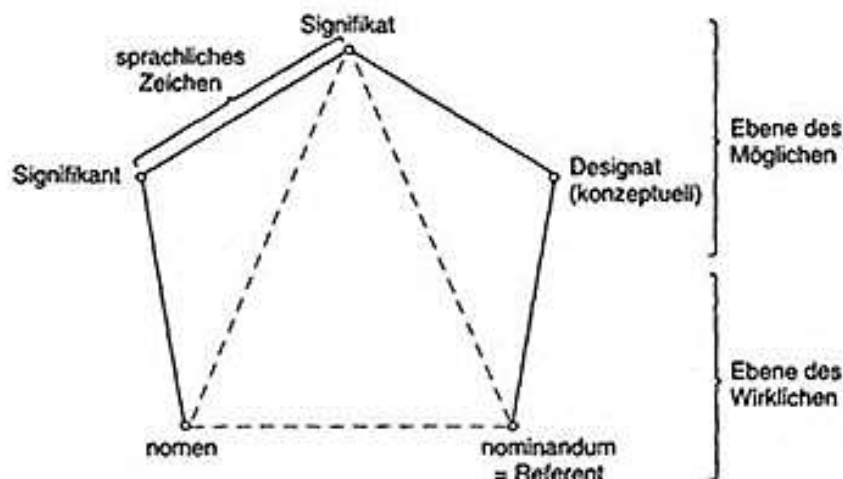 Signifikat
sprachliches
Zeichen
Signifikant
Designat
(konzeptuell)
Ebene des
Möglichen
nomen
nominandum
= Referent
Ebene des
Wirklichen